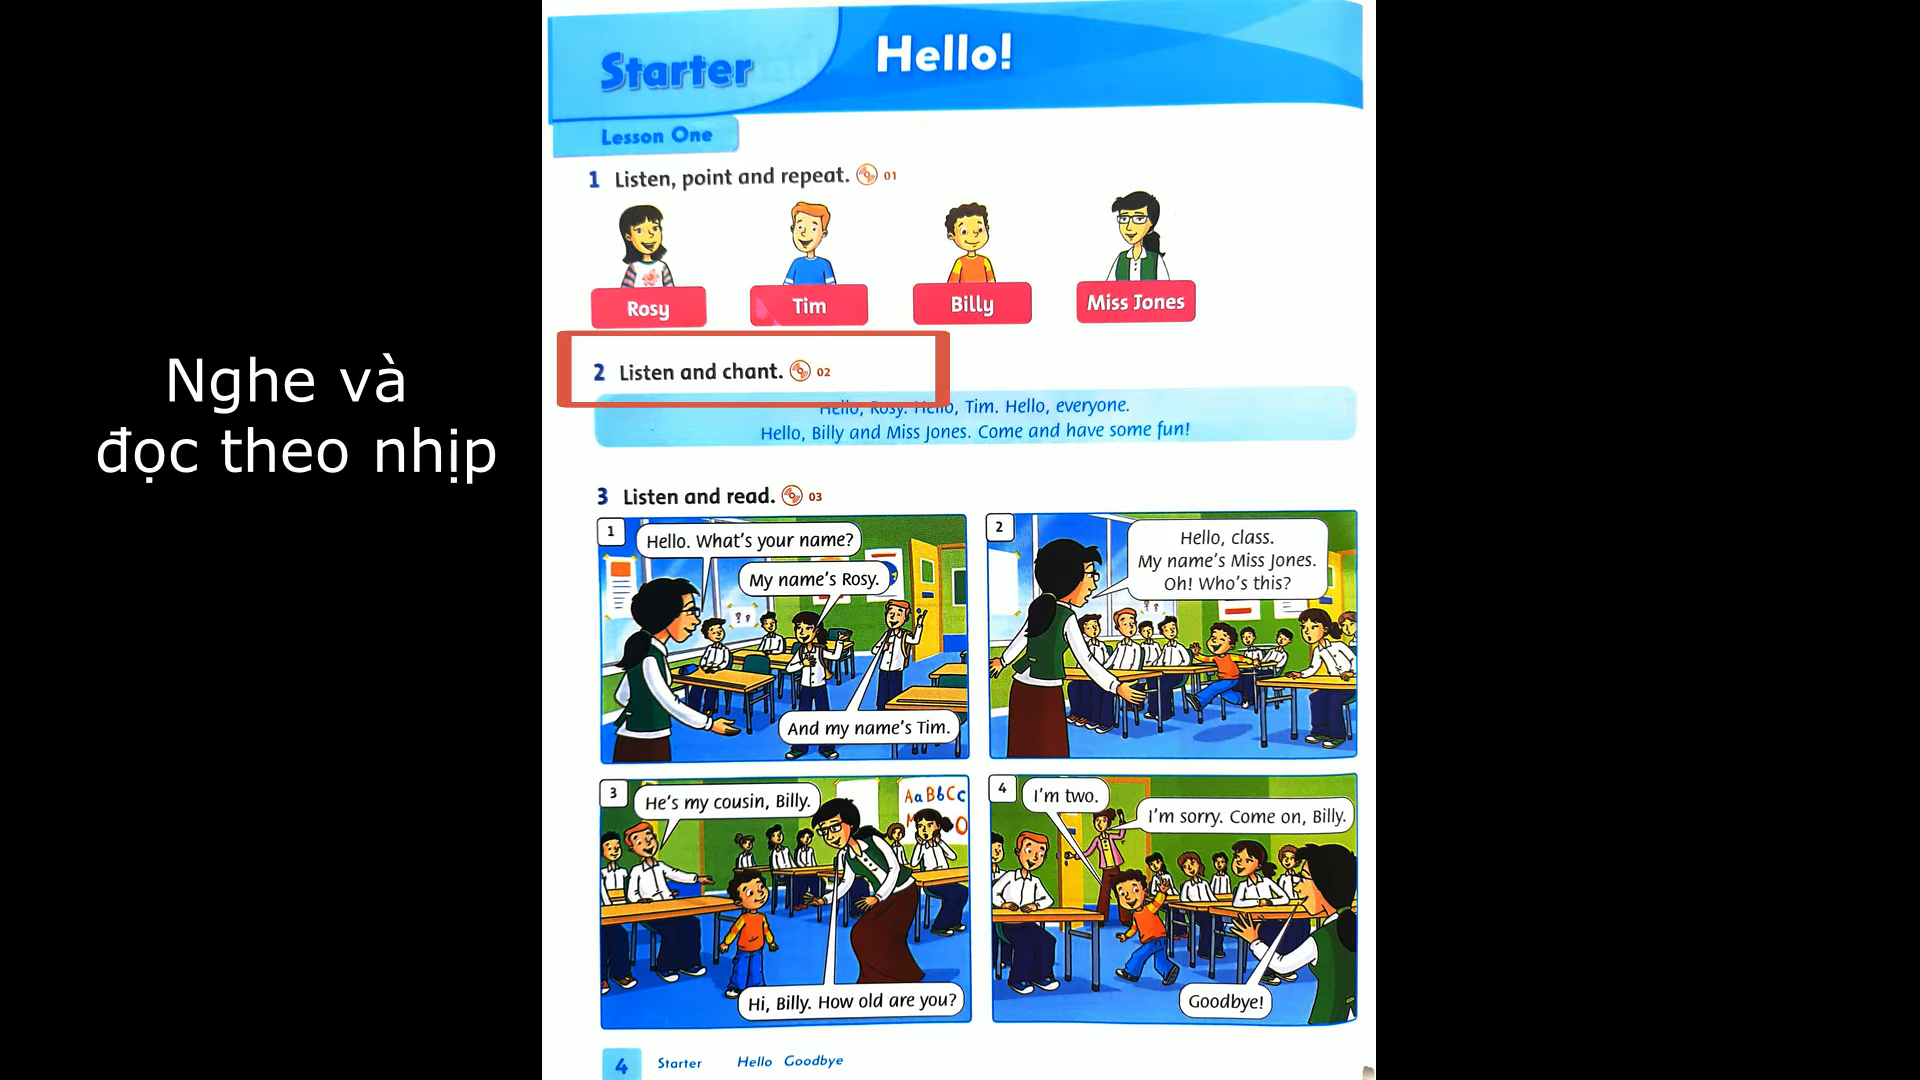 Nghe và
đọc theo nhịp
Starter
Hello!
Lesson One
1 Listen, point and repeat. 01
Rosy
Tim
Billy
Miss Jones
2 Listen and chant. 02
Hello, Rosy. Hello, Tim. Hello, everyone.
Hello, Billy and Miss Jones. Come and have some fun!
3 Listen and read. 03
1
Hello. What's your name?
My name's Rosy.
And my name's Tim.
2
Hello, class.
My name's Miss Jones.
Oh! Who's this?
3
He's my cousin, Billy.
AaBbCc
Hi, Billy. How old are you?
4
I'm two.
I'm sorry. Come on, Billy.
Goodbye!
4 Starter Hello Goodbye